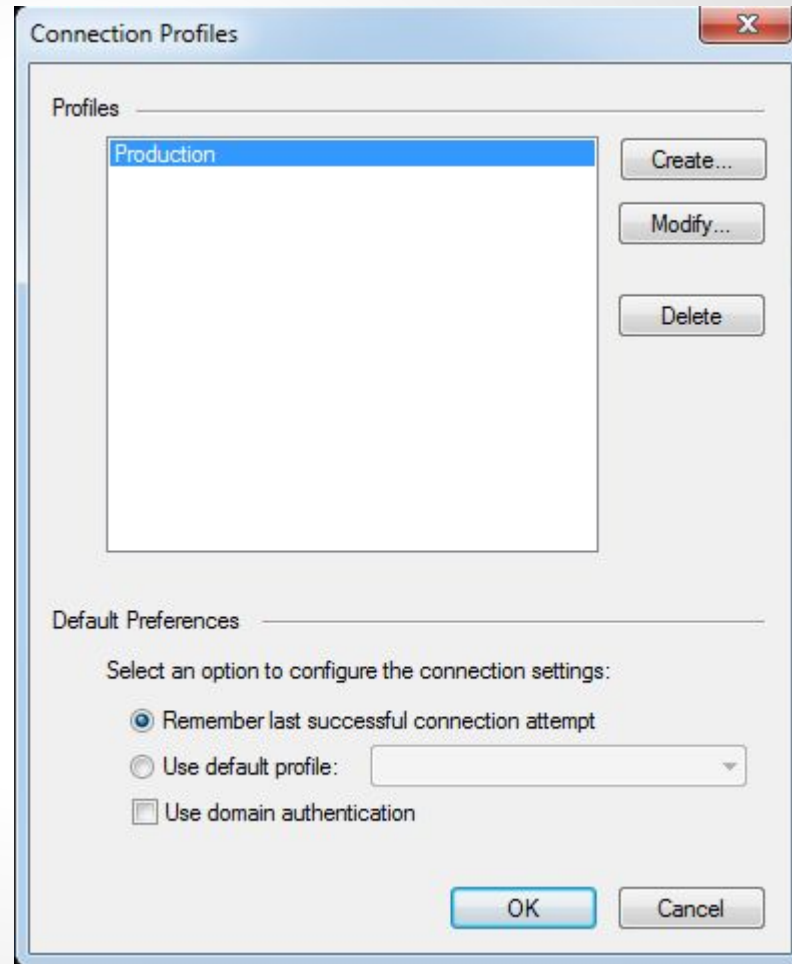 Connection Profiles
Profiles
Production
Create...
Modify...
Delete
Default Preferences
Select an option to configure the connection settings:
Remember last successful connection attempt
Use default profile:
Use domain authentication
OK
Cancel